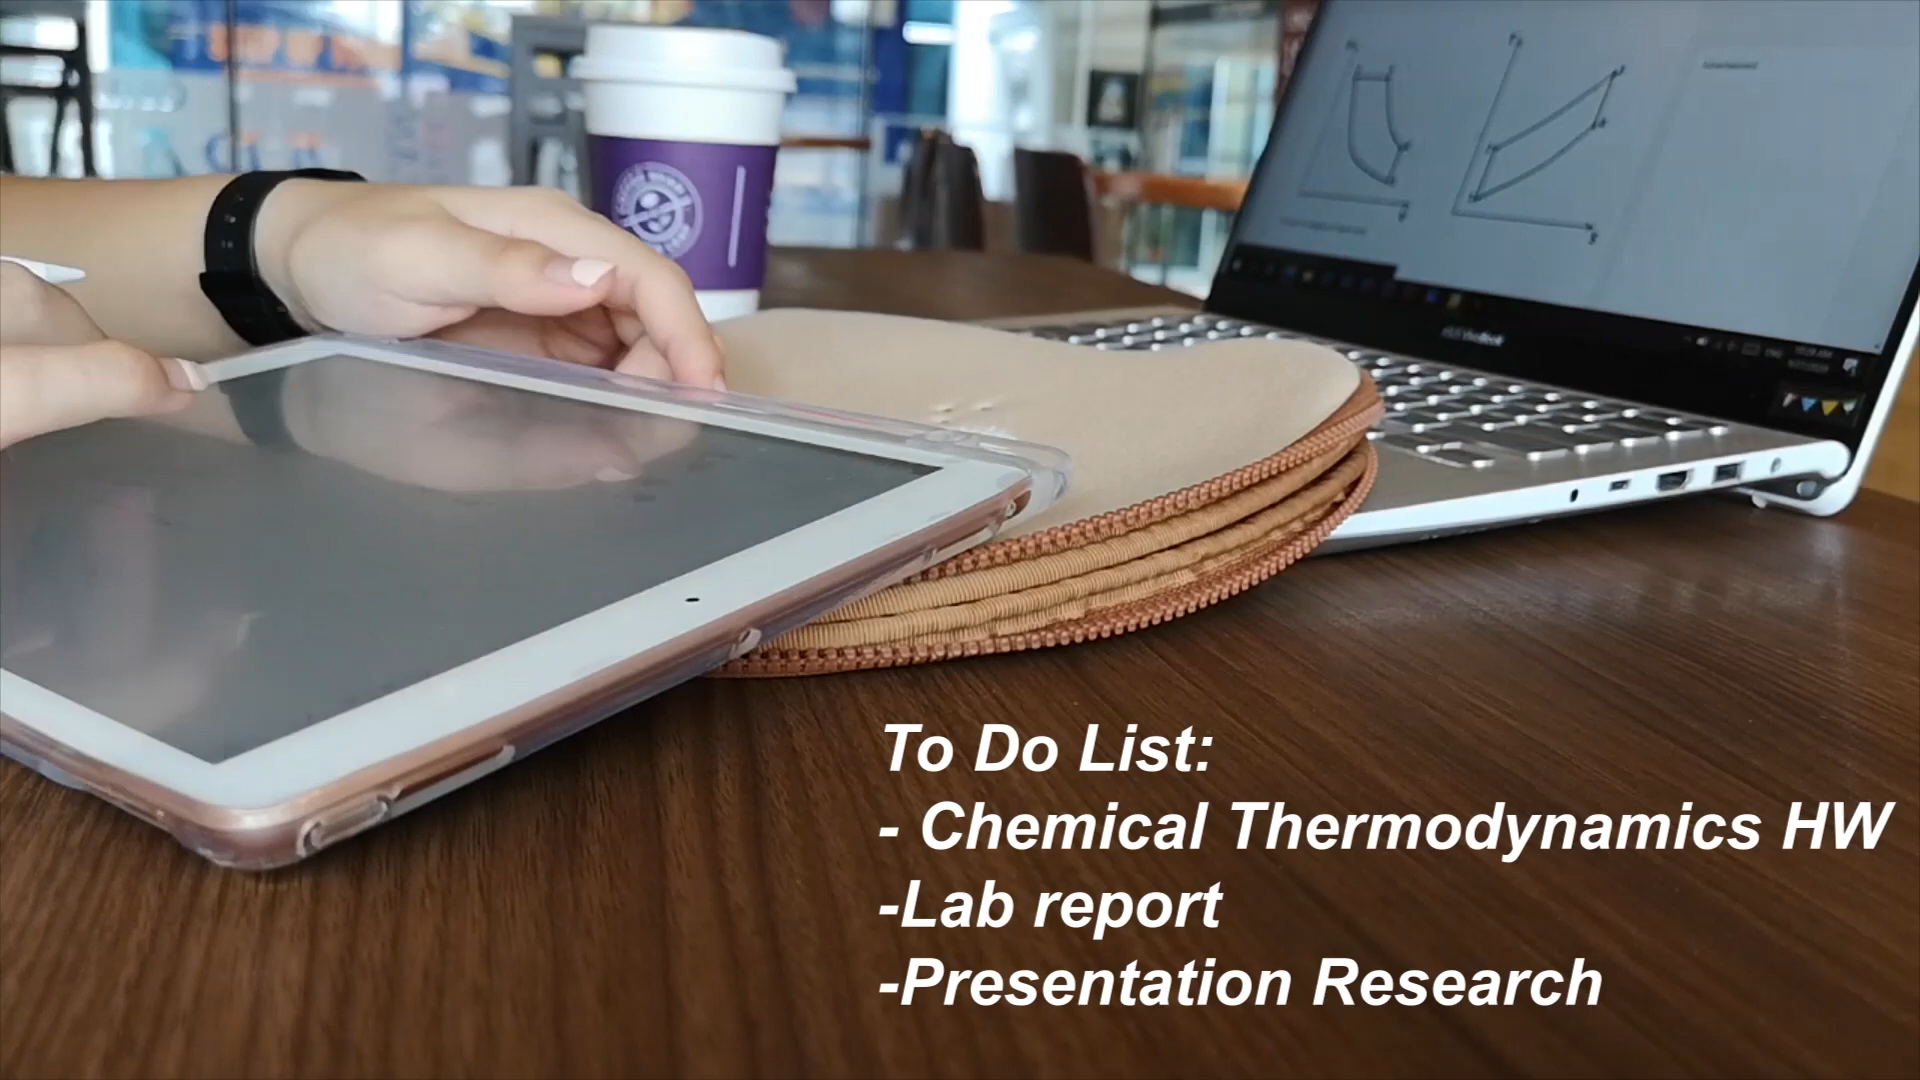 To Do List:
- Chemical Thermodynamics HW
-Lab report
-Presentation Research